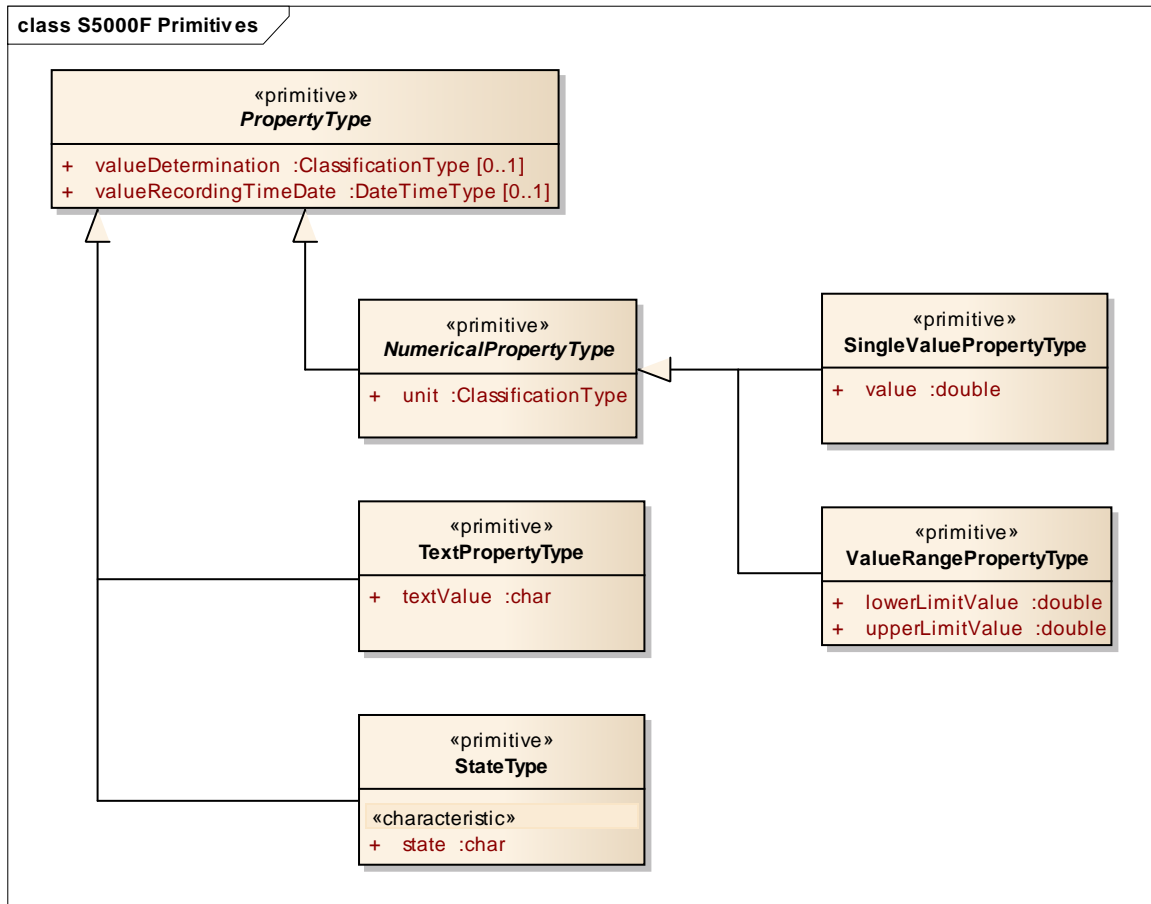 class S5000F Primitives
«primitive»
PropertyType
+ valueDetermination :ClassificationType [0..1]
+ valueRecordingTimeDate :DateTimeType [0..1]
«primitive»
NumericalPropertyType
+ unit :ClassificationType
«primitive»
SingleValuePropertyType
+ value :double
«primitive»
TextPropertyType
+ textValue :char
«primitive»
ValueRangePropertyType
+ lowerLimitValue :double
+ upperLimitValue :double
«primitive»
StateType
«characteristic»
+ state :char